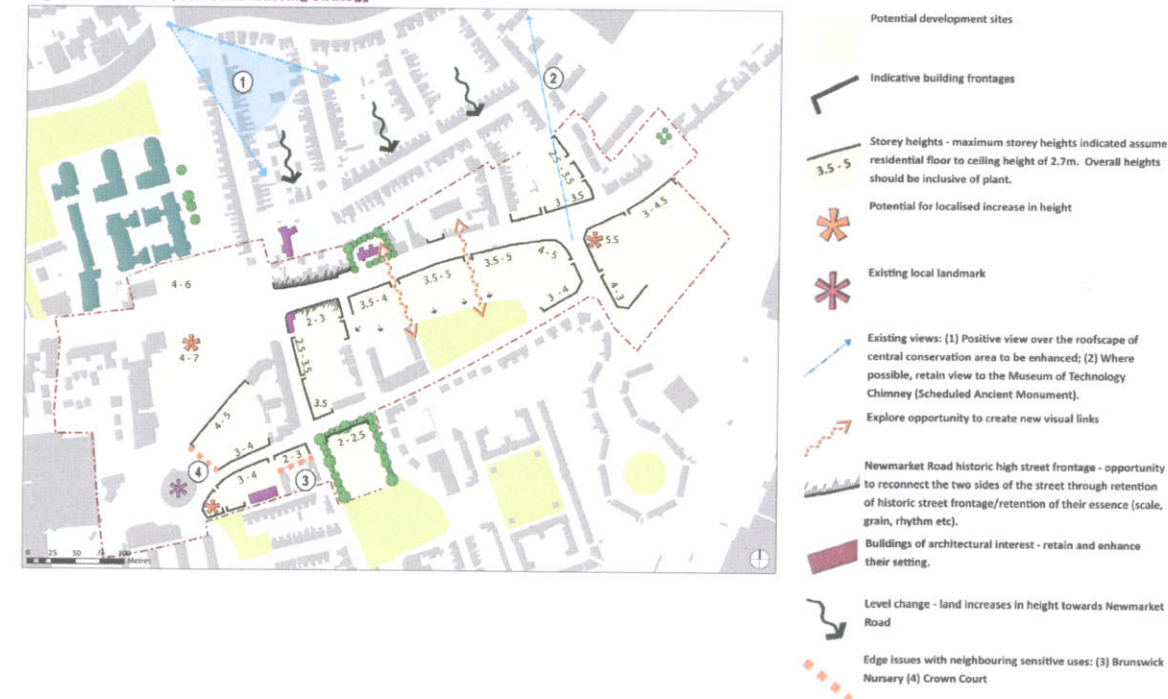 1
2
2.5 - 3.5
3 - 3.5
3 - 4.5
5.5
4 - 5
3.5 - 5
3.5 - 5
3.5 - 4
3 - 4
4 - 3
4 - 6
2 - 3
4 - 7
2.5 - 3.5
3.5
4 - 5
3 - 4
2 - 2.5
2 - 3
3 - 4
4
3
0 25 50 75 100
Metres
Potential development sites
Indicative building frontages
3.5 - 5
Storey heights - maximum storey heights indicated assume
residential floor to ceiling height of 2.7m. Overall heights
should be inclusive of plant.
Potential for localised increase in height
Existing local landmark
Existing views: (1) Positive view over the roofscape of
central conservation area to be enhanced; (2) Where
possible, retain view to the Museum of Technology
Chimney (Scheduled Ancient Monument).
Explore opportunity to create new visual links
Newmarket Road historic high street frontage - opportunity
to reconnect the two sides of the street through retention
of historic street frontage/retention of their essence (scale,
grain, rhythm etc).
Buildings of architectural interest - retain and enhance
their setting.
Level change - land increases in height towards Newmarket
Road
Edge issues with neighbouring sensitive uses: (3) Brunswick
Nursery (4) Crown Court